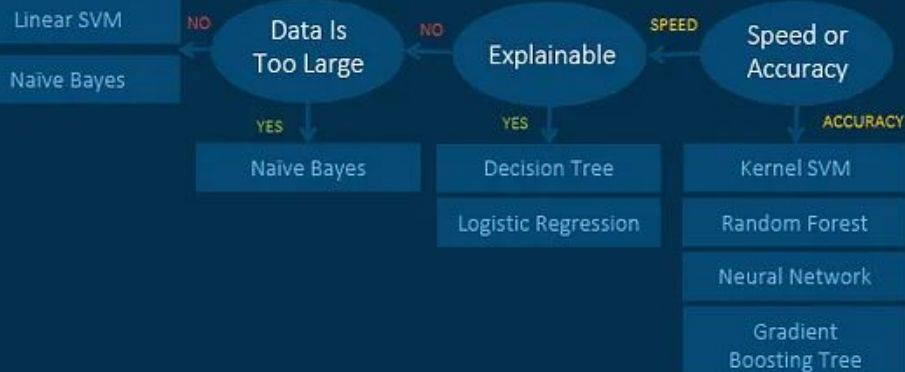 Linear SVM
Naïve Bayes
NO
Data Is
Too Large
NO
Explainable
SPEED
Speed or
Accuracy
YES
YES
ACCURACY
Naïve Bayes
Decision Tree
Logistic Regression
Kernel SVM
Random Forest
Neural Network
Gradient
Boosting Tree